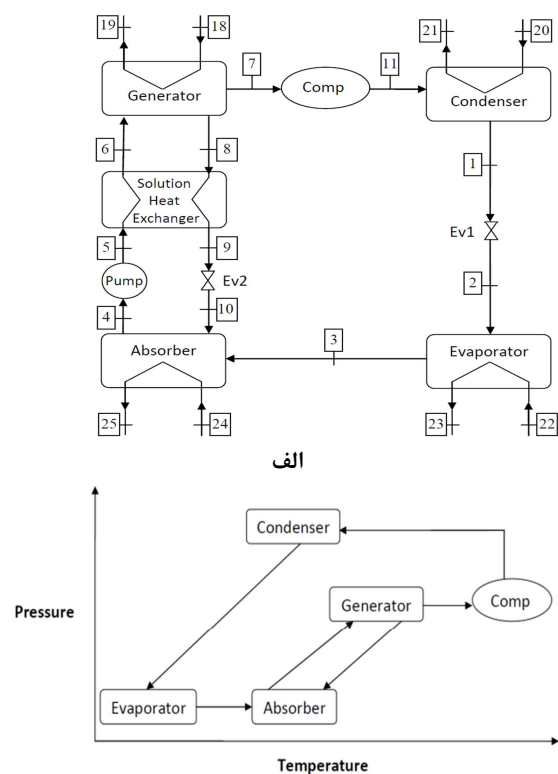 19
18
21
20
7
11
Generator
Comp
Condenser
6
8
1
Solution
Heat
Exchanger
Ev1
5
9
Pump
Ev2
2
4
10
Absorber
3
Evaporator
25
24
23
22
الف
Pressure
Condenser
Generator
Comp
Evaporator
Absorber
Temperature